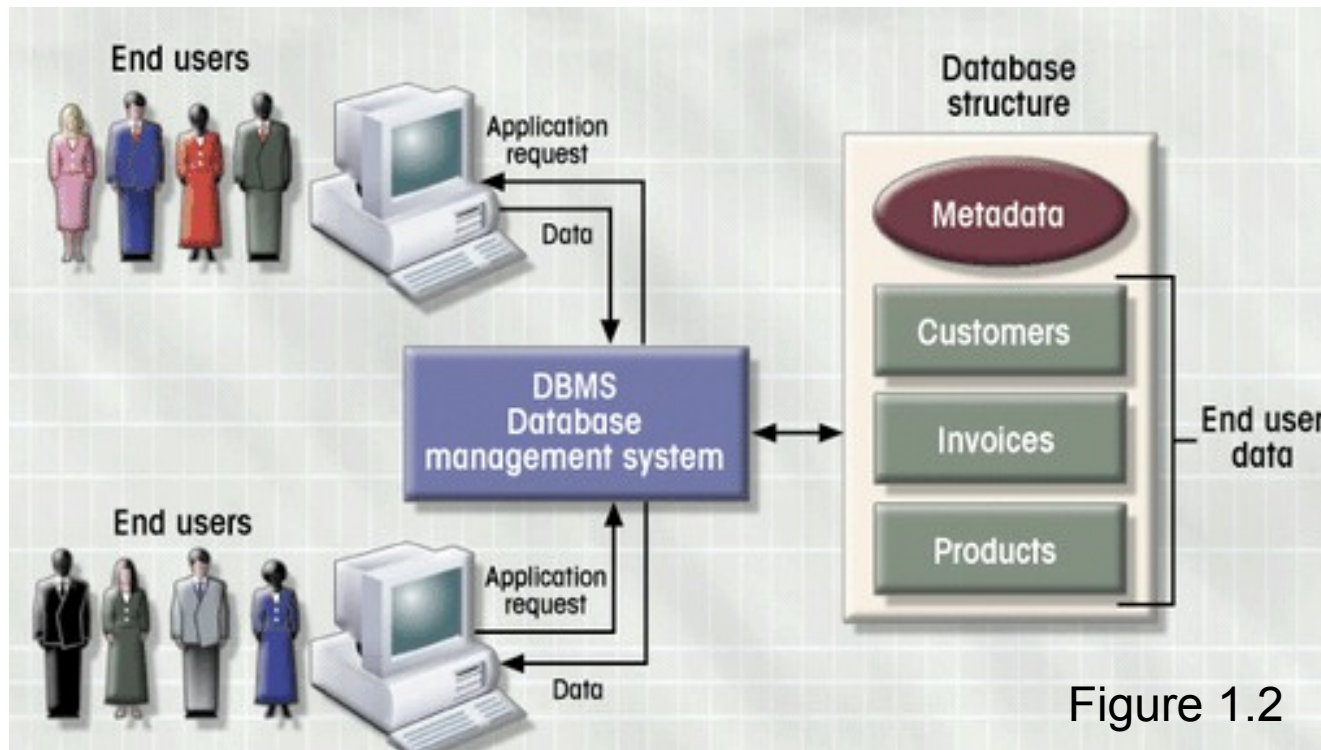 End users
Application
request
Data
DBMS
Database
management system
End users
Application
request
Data
Database
structure
Metadata
Customers
Invoices
Products
End user
data
Figure 1.2